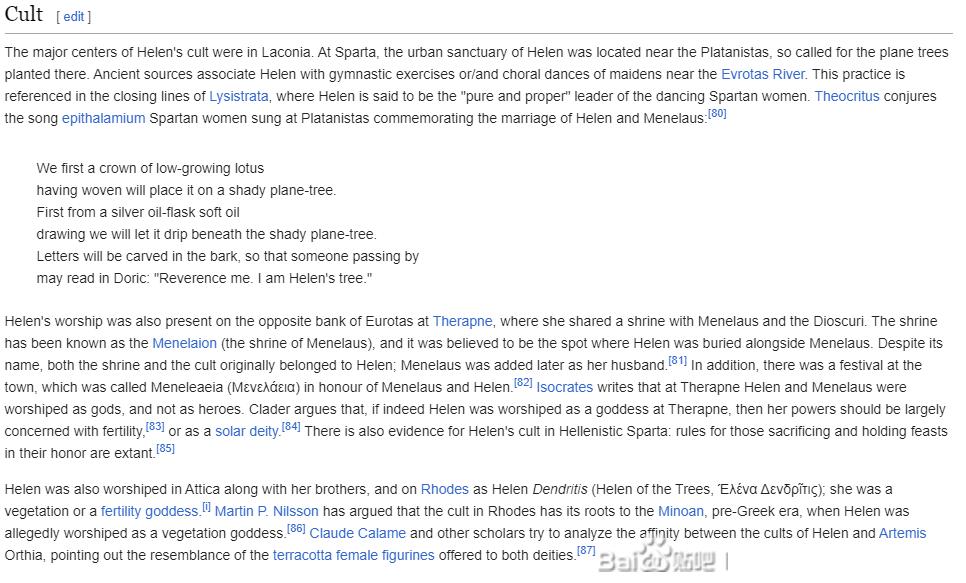 Cult [ edit ]
The major centers of Helen's cult were in Laconia. At Sparta, the urban sanctuary of Helen was located near the Platanistas, so called for the plane trees
planted there. Ancient sources associate Helen with gymnastic exercises or/and choral dances of maidens near the Evrotas River. This practice is
referenced in the closing lines of Lysistrata, where Helen is said to be the "pure and proper" leader of the dancing Spartan women. Theocritus conjures
the song epithalamium Spartan women sung at Platanistas commemorating the marriage of Helen and Menelaus:[80]
We first a crown of low-growing lotus
having woven will place it on a shady plane-tree.
First from a silver oil-flask soft oil
drawing we will let it drip beneath the shady plane-tree.
Letters will be carved in the bark, so that someone passing by
may read in Doric: "Reverence me. I am Helen's tree."
Helen's worship was also present on the opposite bank of Eurotas at Therapne, where she shared a shrine with Menelaus and the Dioscuri. The shrine
has been known as the Menelaion (the shrine of Menelaus), and it was believed to be the spot where Helen was buried alongside Menelaus. Despite its
name, both the shrine and the cult originally belonged to Helen; Menelaus was added later as her husband.[81] In addition, there was a festival at the
town, which was called Meneleaeia (Μενελάεια) in honour of Menelaus and Helen.[82] Isocrates writes that at Therapne Helen and Menelaus were
worshiped as gods, and not as heroes. Clader argues that, if indeed Helen was worshiped as a goddess at Therapne, then her powers should be largely
concerned with fertility,[83] or as a solar deity.[84] There is also evidence for Helen's cult in Hellenistic Sparta: rules for those sacrificing and holding feasts
in their honor are extant.[85]
Helen was also worshiped in Attica along with her brothers, and on Rhodes as Helen Dendritis (Helen of the Trees, Ἑλένα Δενδρῖτις); she was a
vegetation or a fertility goddess.[i] Martin P. Nilsson has argued that the cult in Rhodes has its roots to the Minoan, pre-Greek era, when Helen was
allegedly worshiped as a vegetation goddess.[86] Claude Calame and other scholars try to analyze the affinity between the cults of Helen and Artemis
Orthia, pointing out the resemblance of the terracotta female figurines offered to both deities.[87]
Bai 贴吧